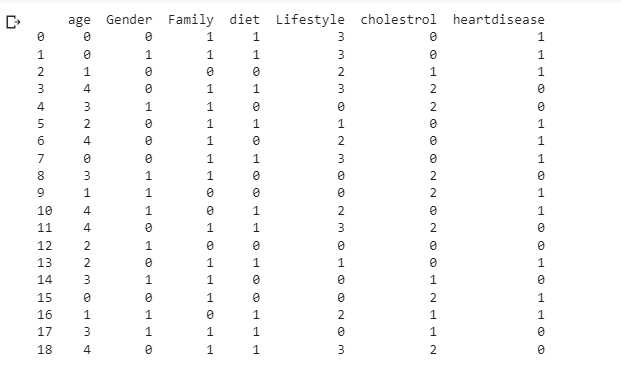 age Gender Family diet Lifestyle cholestrol heartdisease
0 0 0 1 1 3 0 1
1 0 1 1 1 3 0 1
2 1 0 0 0 2 1 1
3 4 0 1 1 3 2 0
4 3 1 1 0 0 2 0
5 2 0 1 1 1 0 1
6 4 0 1 0 2 0 1
7 0 0 1 1 3 0 1
8 3 1 1 0 0 2 0
9 1 1 0 0 0 2 1
10 4 1 0 1 2 0 1
11 4 0 1 1 3 2 0
12 2 1 0 0 0 0 0
13 2 0 1 1 1 0 1
14 3 1 1 0 0 1 0
15 0 0 1 0 0 2 1
16 1 1 0 1 2 1 1
17 3 1 1 1 0 1 0
18 4 0 1 1 3 2 0